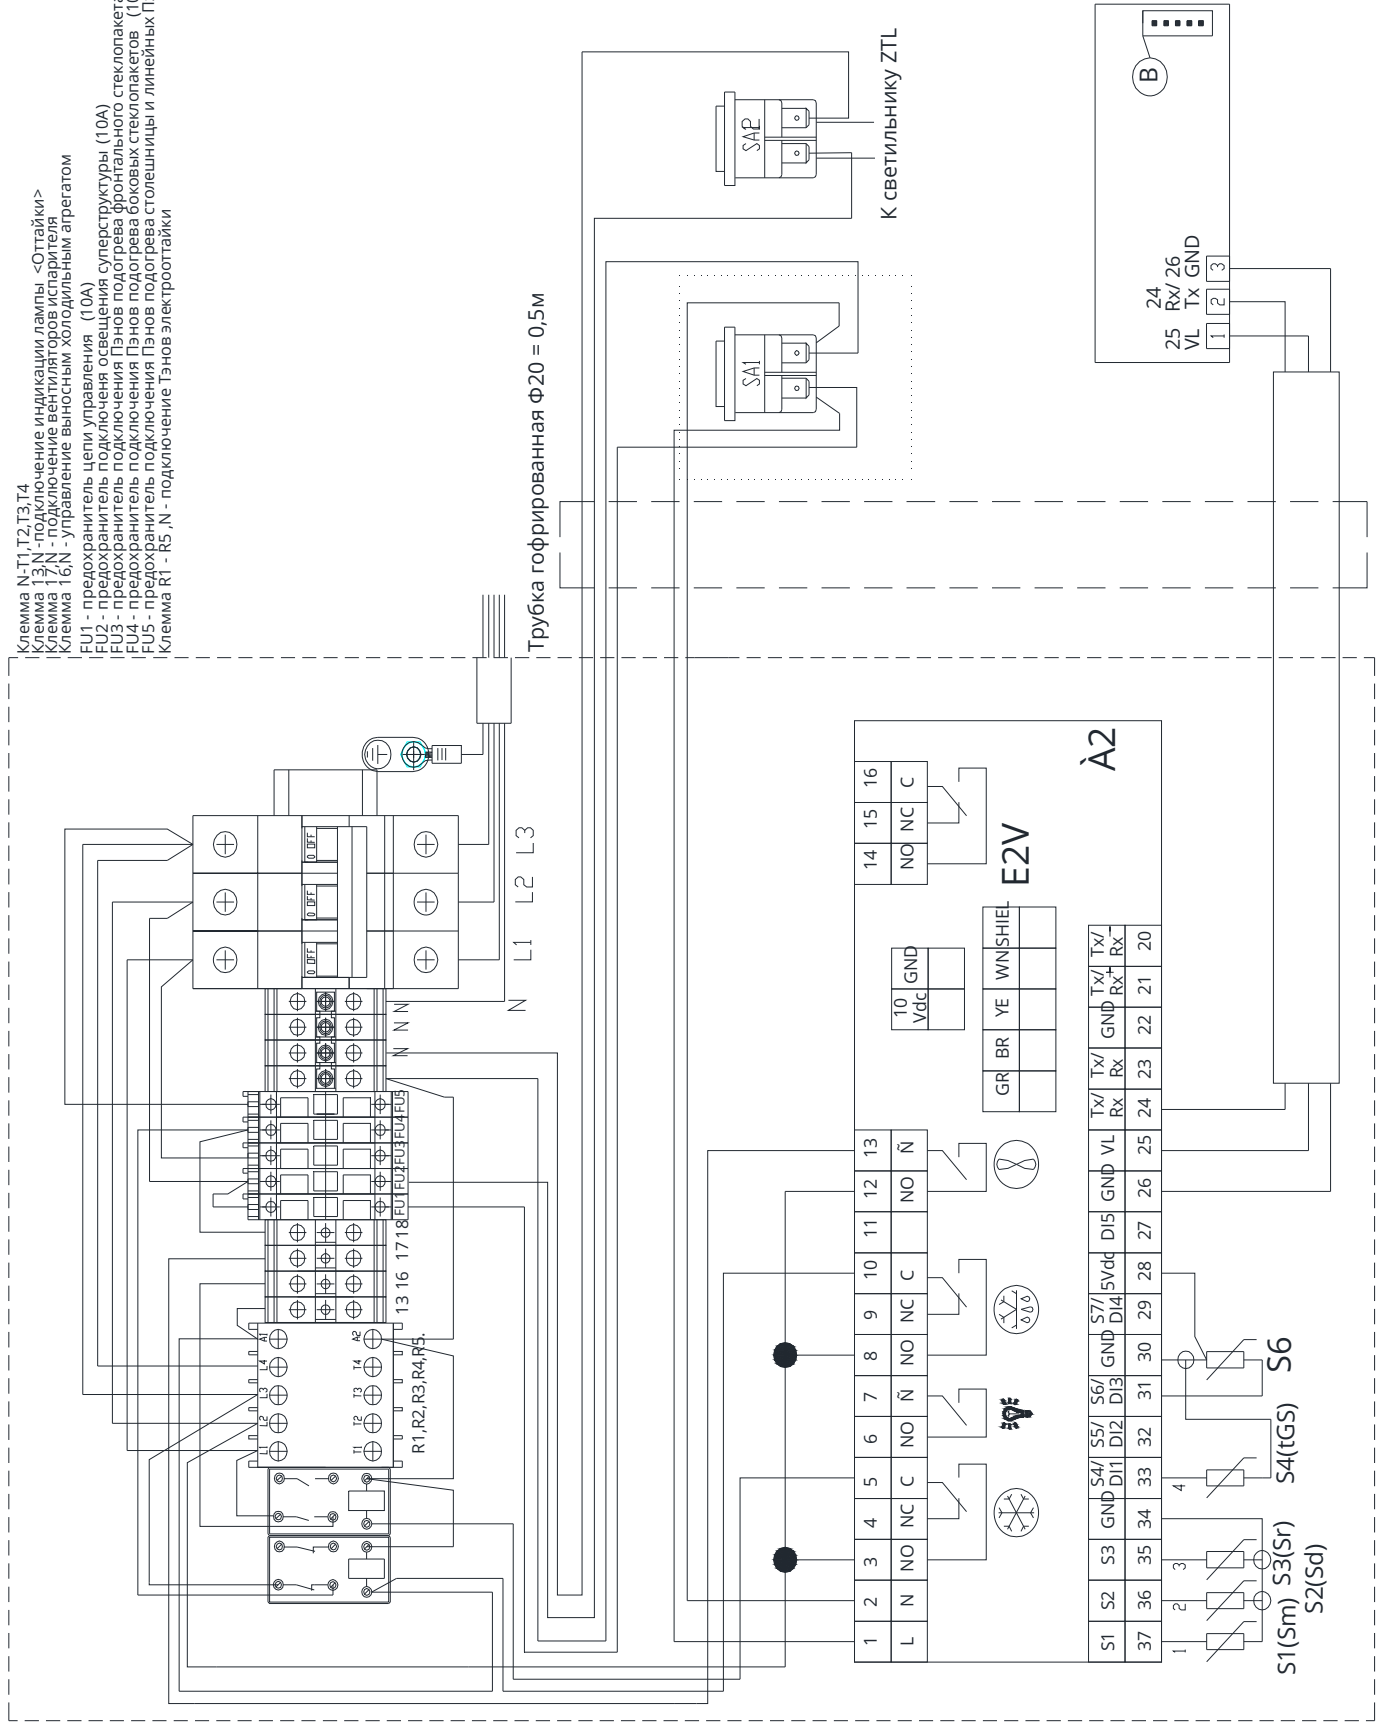 Клемма N-T1,T2,T3,T4
Клемма 13,N -подключение индикации лампы <Оттайки>
Клемма 17,N - подключение вентиляторов испарителя
Клемма 16,N - управление выносным холодильным агрегатом
FU1 - предохранитель цепи управления (10А)
FU2 - предохранитель подключеня освещения суперструктуры (10А)
FU3 - предохранитель подключения Пэнов подогрева фронтального стеклопакета
FU4 - предохранитель подключения Пэнов подогрева боковых стеклопакетов (10
FU5 - предохранитель подключения Пэнов подогрева столешницы и линейных П
Клемма R1 - R5 ,N - подключение Тэнов электрооттайки
Трубка гофрированная Ф20 = 0,5м
К светильнику ZTL
SA2
SA1
B
24
25 Rx/ 26
VL Tx GND
1 2 3
L1 L2 L3
0 OFF 0 OFF 0 OFF
N
N N N
FU1 FU2 FU3 FU4 FU5
13 16 17 18
A1 L4 L3 L2 L1
A2 T4 T3 T2 T1
R1,R2,R3,R4,R5.
À2
E2V
14 15 16
NO NC C
10 Vdc GND
GR BR YE WN SHIEL
1 2 3 4 5 6 7 8 9 10 11 12 13
L N NO NC C NO Ñ NO NC C NO Ñ
S1 S2 S3 GND S4/DI1 S5/DI2 S6/DI3 GND S7/DI4 5Vdc DI5 GND VL Tx/Rx Tx/Rx GND Tx/Rx+ Tx/Rx-
37 36 35 34 33 32 31 30 29 28 27 26 25 24 23 22 21 20
1 2 3 4
S1(Sm) S3(Sr)
S2(Sd)
S4(tGS)
S6